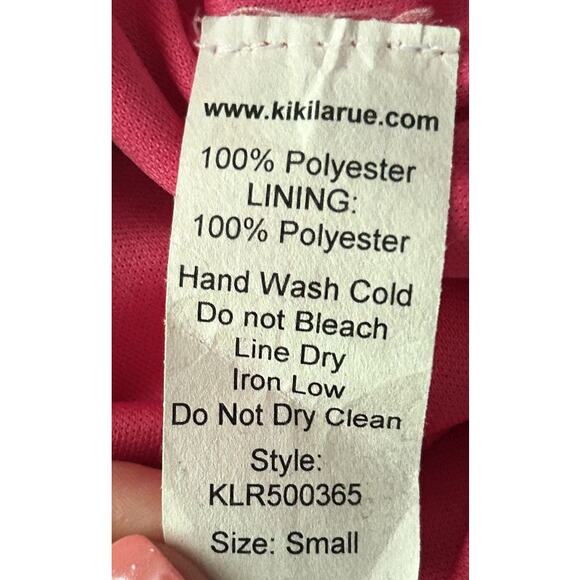 www.kikilarue.com
100% Polyester
LINING:
100% Polyester
Hand Wash Cold
Do not Bleach
Line Dry
Iron Low
Do Not Dry Clean
Style:
KLR500365
Size: Small